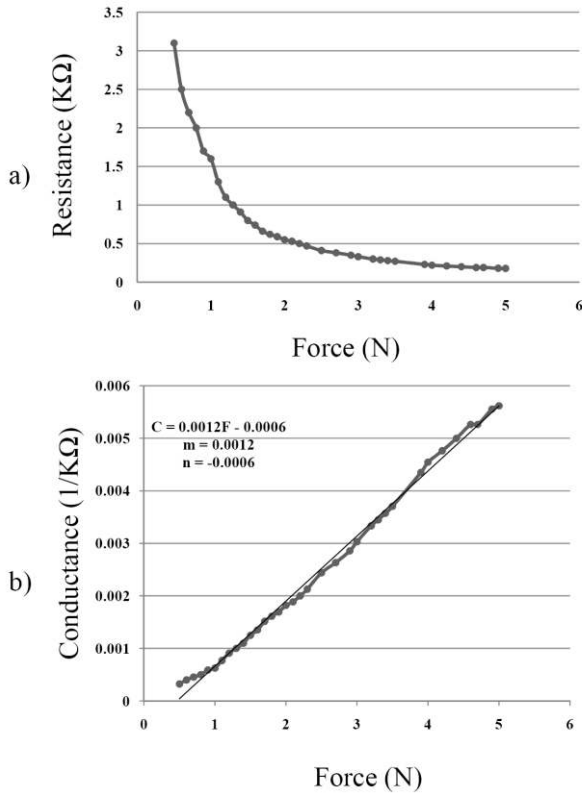 a)
Resistance (KΩ)
3.5
3
2.5
2
1.5
1
0.5
0
0 1 2 3 4 5 6
Force (N)
b)
Conductance (1/KΩ)
0.006
0.005
0.004
0.003
0.002
0.001
0
C = 0.0012F - 0.0006
m = 0.0012
n = -0.0006
0 1 2 3 4 5 6
Force (N)